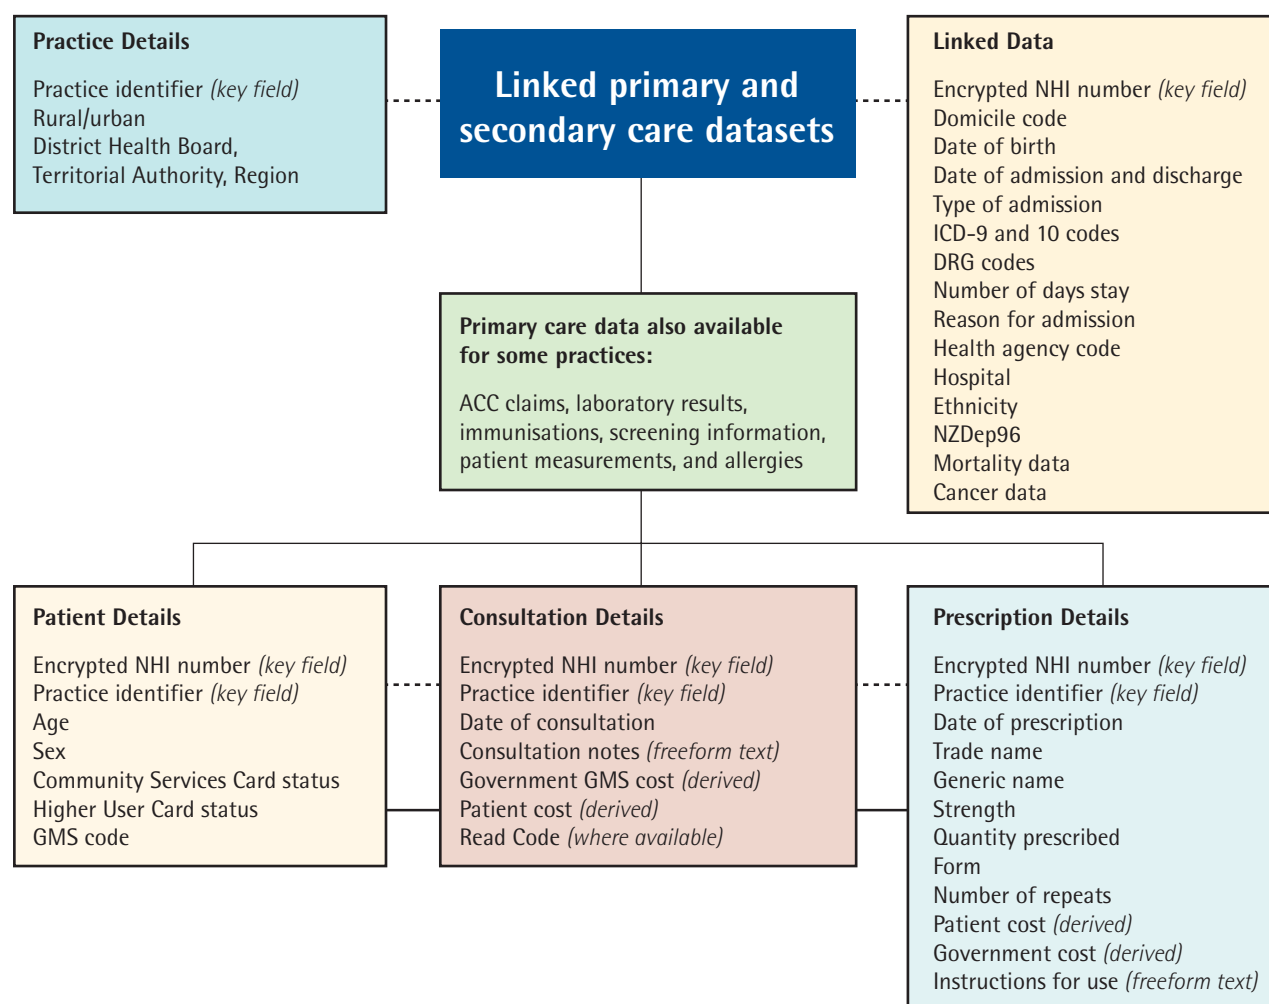 Practice Details
Practice identifier (key field)
Rural/urban
District Health Board,
Territorial Authority, Region
Linked primary and
secondary care datasets
Linked Data
Encrypted NHI number (key field)
Domicile code
Date of birth
Date of admission and discharge
Type of admission
ICD-9 and 10 codes
DRG codes
Number of days stay
Reason for admission
Health agency code
Hospital
Ethnicity
NZDep96
Mortality data
Cancer data
Primary care data also available
for some practices:
ACC claims, laboratory results,
immunisations, screening information,
patient measurements, and allergies
Patient Details
Encrypted NHI number (key field)
Practice identifier (key field)
Age
Sex
Community Services Card status
Higher User Card status
GMS code
Consultation Details
Encrypted NHI number (key field)
Practice identifier (key field)
Date of consultation
Consultation notes (freeform text)
Government GMS cost (derived)
Patient cost (derived)
Read Code (where available)
Prescription Details
Encrypted NHI number (key field)
Practice identifier (key field)
Date of prescription
Trade name
Generic name
Strength
Quantity prescribed
Form
Number of repeats
Patient cost (derived)
Government cost (derived)
Instructions for use (freeform text)